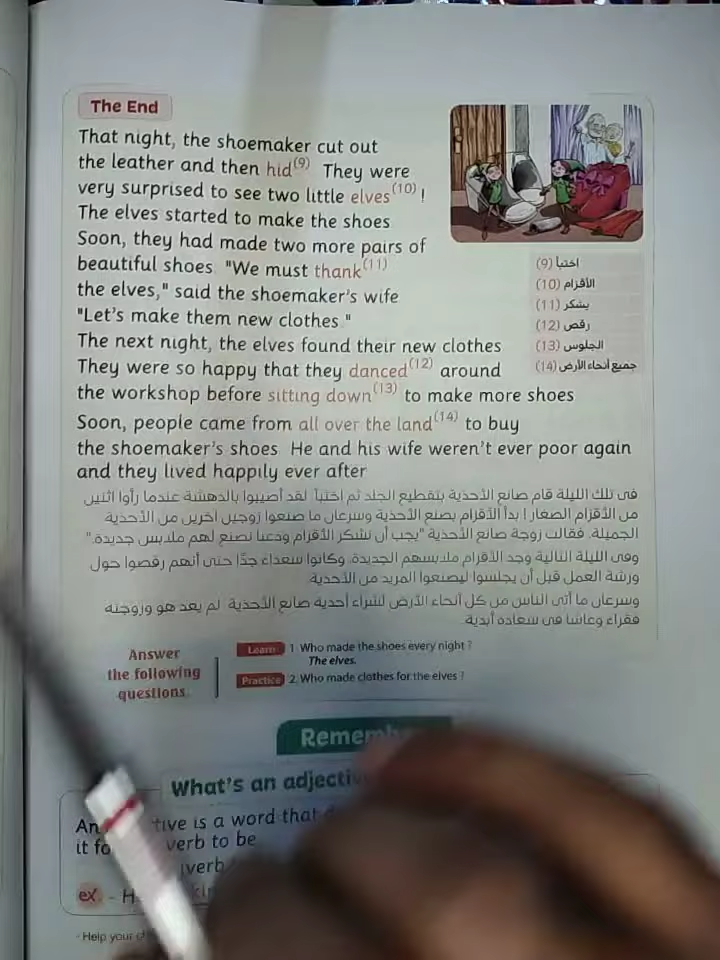 The End
That night, the shoemaker cut out
the leather and then hid(9) They were
very surprised to see two little elves(10)!
The elves started to make the shoes
Soon, they had made two more pairs of
beautiful shoes "We must thank(11)
the elves," said the shoemaker's wife
"Let's make them new clothes"
The next night, the elves found their new clothes
They were so happy that they danced(12) around
the workshop before sitting down(13) to make more shoes
Soon, people came from all over the land(14) to buy
the shoemaker's shoes He and his wife weren't ever poor again
and they lived happily ever after
(9) اختبأ
(10) الأقزام
(11) يشكر
(12) رقص
(13) الجلوس
(14) جميع أنحاء الأرض
فى تلك الليلة قام صانع الأحذية بتقطيع الجلد ثم اختبأ لقد أصيبوا بالدهشة عندما رأوا اثنين
من الأقزام الصغار! بدأ الأقزام بصنع الأحذية وسرعان ما صنعوا زوجين آخرين من الأحذية
الجميلة. فقالت زوجة صانع الأحذية "يجب أن نشكر الأقزام ودعنا نصنع لهم ملابس جديدة."
وفى الليلة التالية وجد الأقزام ملابسهم الجديدة وكانوا سعداء جدًا حتى أنهم رقصوا حول
ورشة العمل قبل أن يجلسوا ليصنعوا المزيد من الأحذية
وسرعان ما أتى الناس من كل أنحاء الأرض لشراء أحذية صانع الأحذية لم يعد هو وزوجته
فقراء وعاشا فى سعادة أبدية
Answer
the following
questions
Learn 1 Who made the shoes every night?
The elves.
Practice 2. Who made clothes for the elves?
What's an adjective
is a word that
it verb to be
ex. -
- Help your